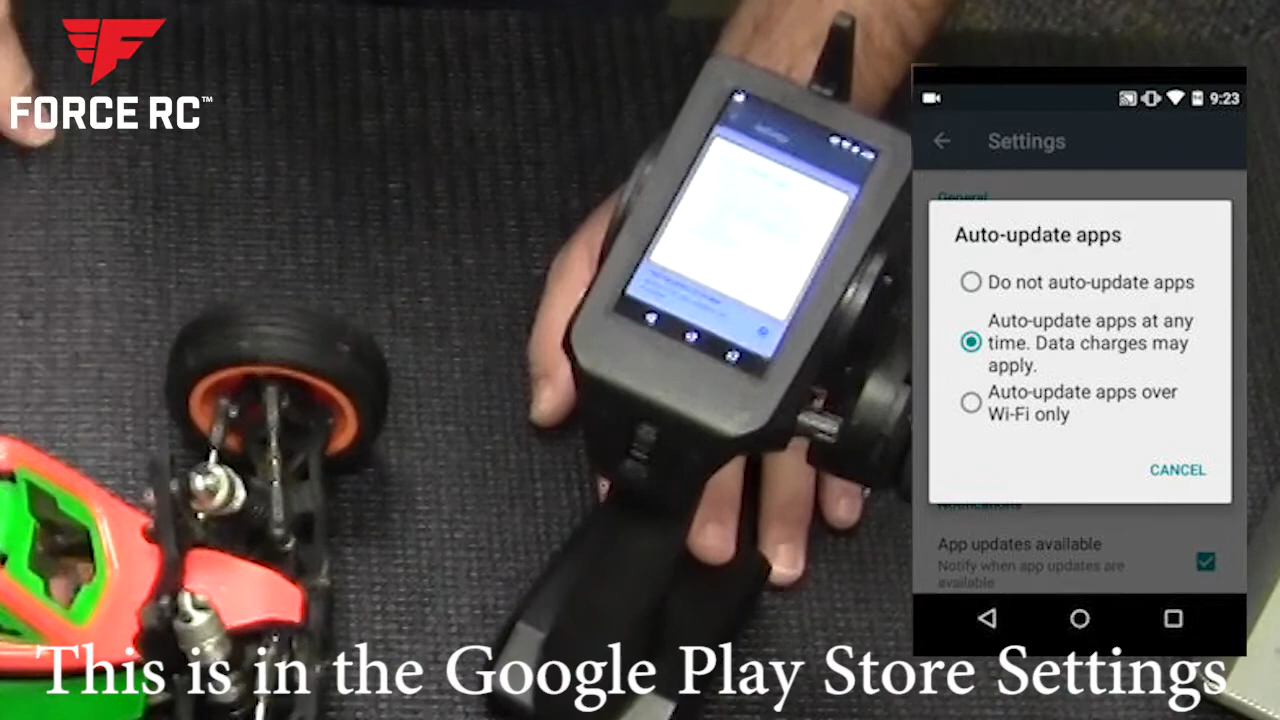 FORCE RC™
9:23
Settings
General
Auto-update apps
Do not auto-update apps
Auto-update apps at any
time. Data charges may
apply.
Auto-update apps over
Wi-Fi only
CANCEL
Notifications
App updates available
Notify when app updates are
available
This is in the Google Play Store Settings